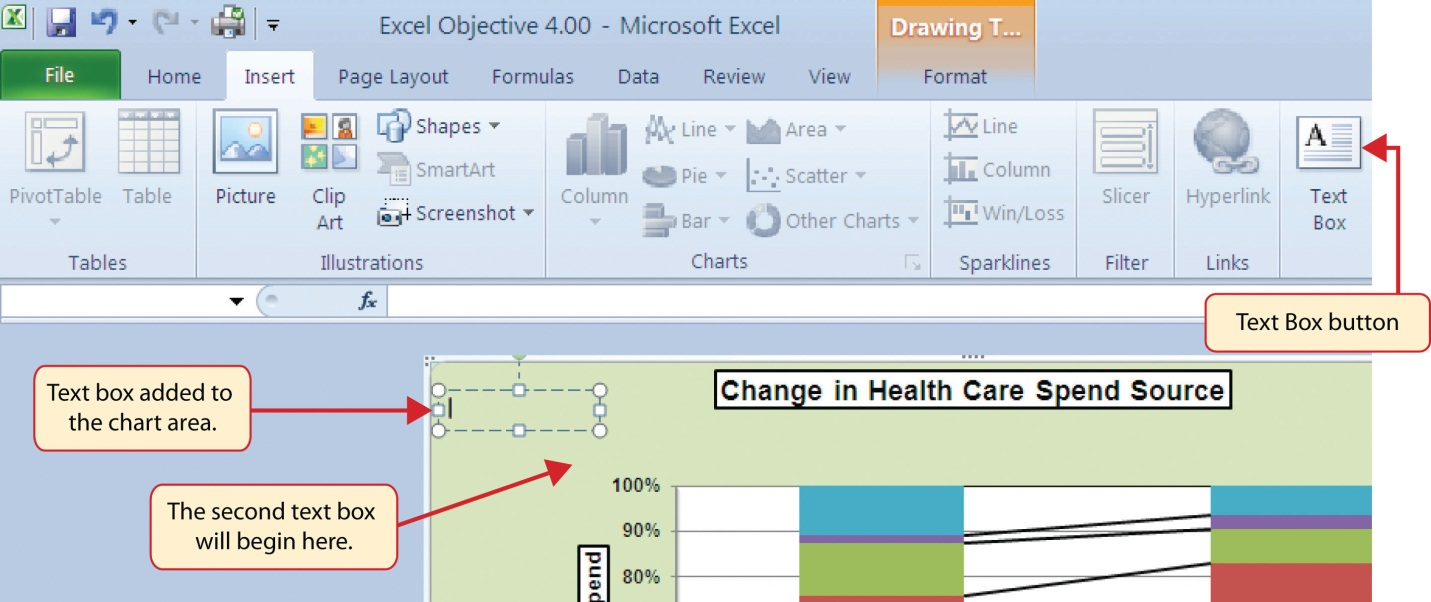 Excel Objective 4.00 - Microsoft Excel
Drawing T...
File
Home
Insert
Page Layout
Formulas
Data
Review
View
Format
PivotTable
Table
Tables
Picture
Clip
Art
Shapes
SmartArt
Screenshot
Illustrations
Column
Line
Pie
Bar
Area
Scatter
Other Charts
Charts
Line
Column
Win/Loss
Sparklines
Slicer
Filter
Hyperlink
Links
A
Text
Box
fx
Text Box button
Text box added to
the chart area.
Change in Health Care Spend Source
The second text box
will begin here.
100%
90%
80%